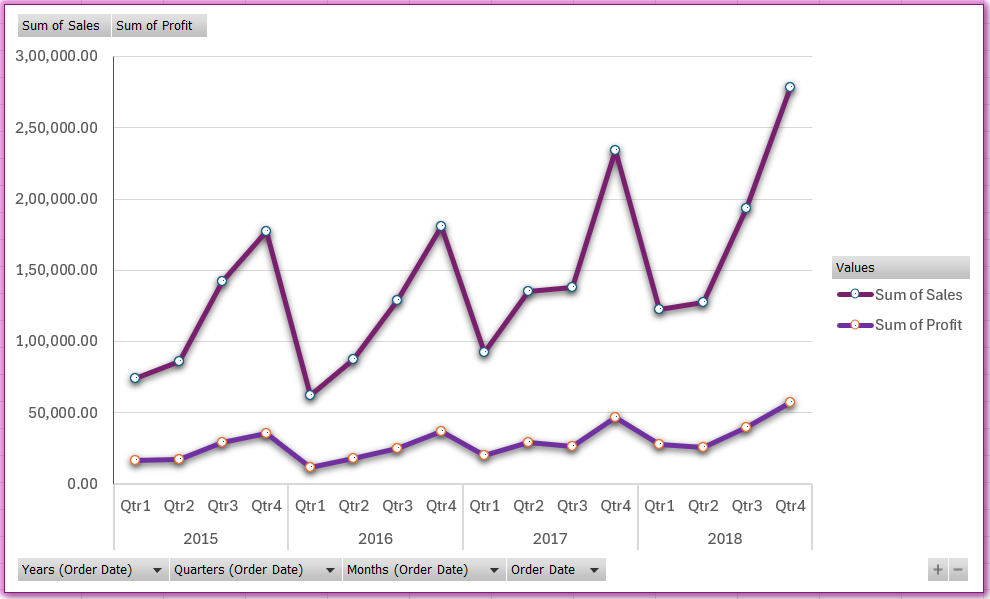 Sum of Sales Sum of Profit
3,00,000.00
2,50,000.00
2,00,000.00
1,50,000.00
1,00,000.00
50,000.00
0.00
Qtr1 Qtr2 Qtr3 Qtr4 Qtr1 Qtr2 Qtr3 Qtr4 Qtr1 Qtr2 Qtr3 Qtr4 Qtr1 Qtr2 Qtr3 Qtr4
2015 2016 2017 2018
Values
Sum of Sales
Sum of Profit
Years (Order Date) Quarters (Order Date) Months (Order Date) Order Date
+ −